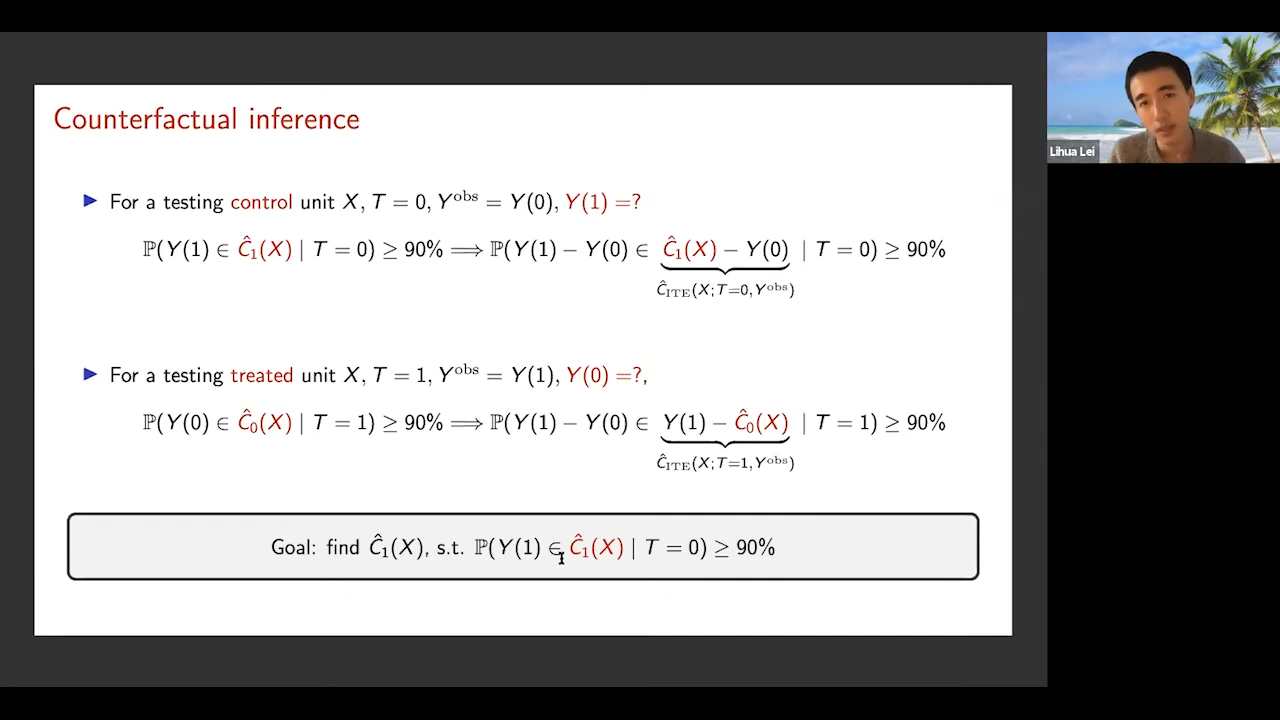 Counterfactual inference
▶ For a testing control unit X, T = 0, Y^obs = Y(0), Y(1) =?
ℙ(Y(1) ∈ Ĉ₁(X) | T = 0) ≥ 90% ⟹ ℙ(Y(1) − Y(0) ∈ Ĉ₁(X) − Y(0) | T = 0) ≥ 90%
Ĉ_ITE(X;T=0,Y^obs)
▶ For a testing treated unit X, T = 1, Y^obs = Y(1), Y(0) =?,
ℙ(Y(0) ∈ Ĉ₀(X) | T = 1) ≥ 90% ⟹ ℙ(Y(1) − Y(0) ∈ Y(1) − Ĉ₀(X) | T = 1) ≥ 90%
Ĉ_ITE(X;T=1,Y^obs)
Goal: find Ĉ₁(X), s.t. ℙ(Y(1) ∈ Ĉ₁(X) | T = 0) ≥ 90%
Lihua Lei